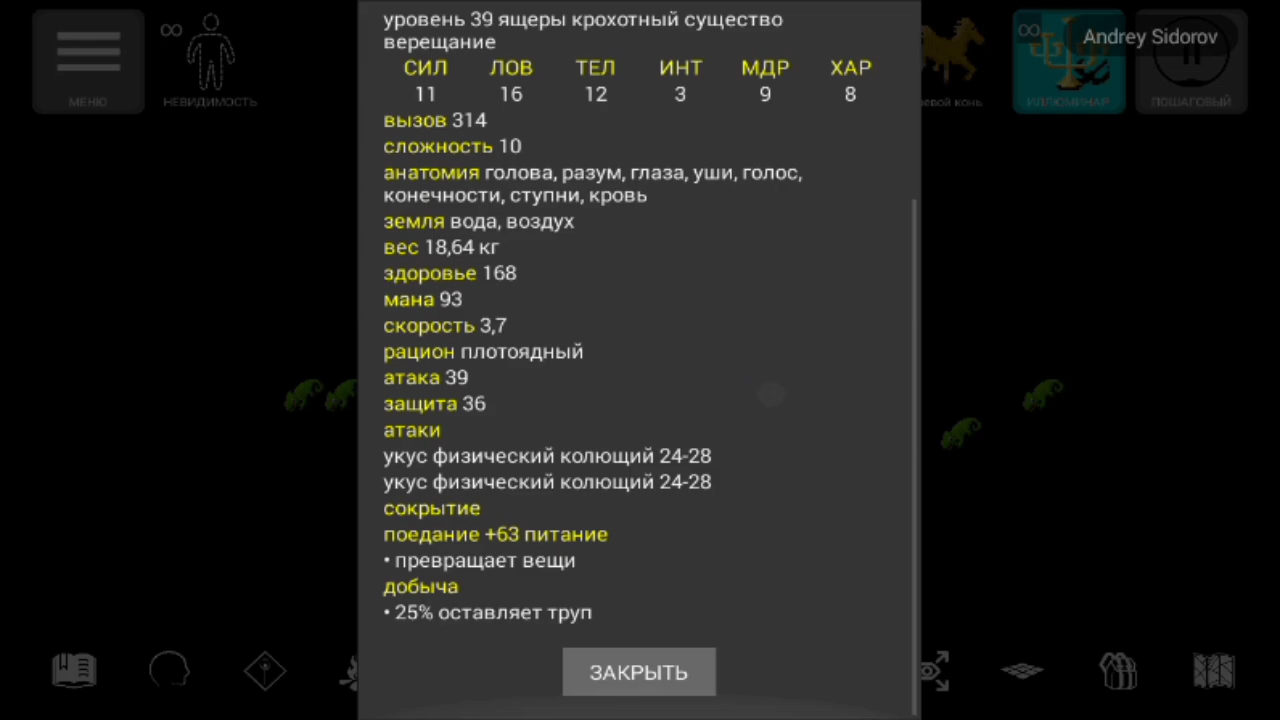 уровень 39 ящеры крохотный существо
верещание
СИЛ ЛОВ ТЕЛ ИНТ МДР ХАР
11 16 12 3 9 8
вызов 314
сложность 10
анатомия голова, разум, глаза, уши, голос,
конечности, ступни, кровь
земля вода, воздух
вес 18,64 кг
здоровье 168
мана 93
скорость 3,7
рацион плотоядный
атака 39
защита 36
атаки
укус физический колющий 24-28
укус физический колющий 24-28
сокрытие
поедание +63 питание
• превращает вещи
добыча
• 25% оставляет труп
ЗАКРЫТЬ
МЕНЮ
∞
НЕВИДИМОСТЬ
евой конь
∞
ИЛЛЮМИНАР
Andrey Sidorov
ПОШАГОВЫЙ